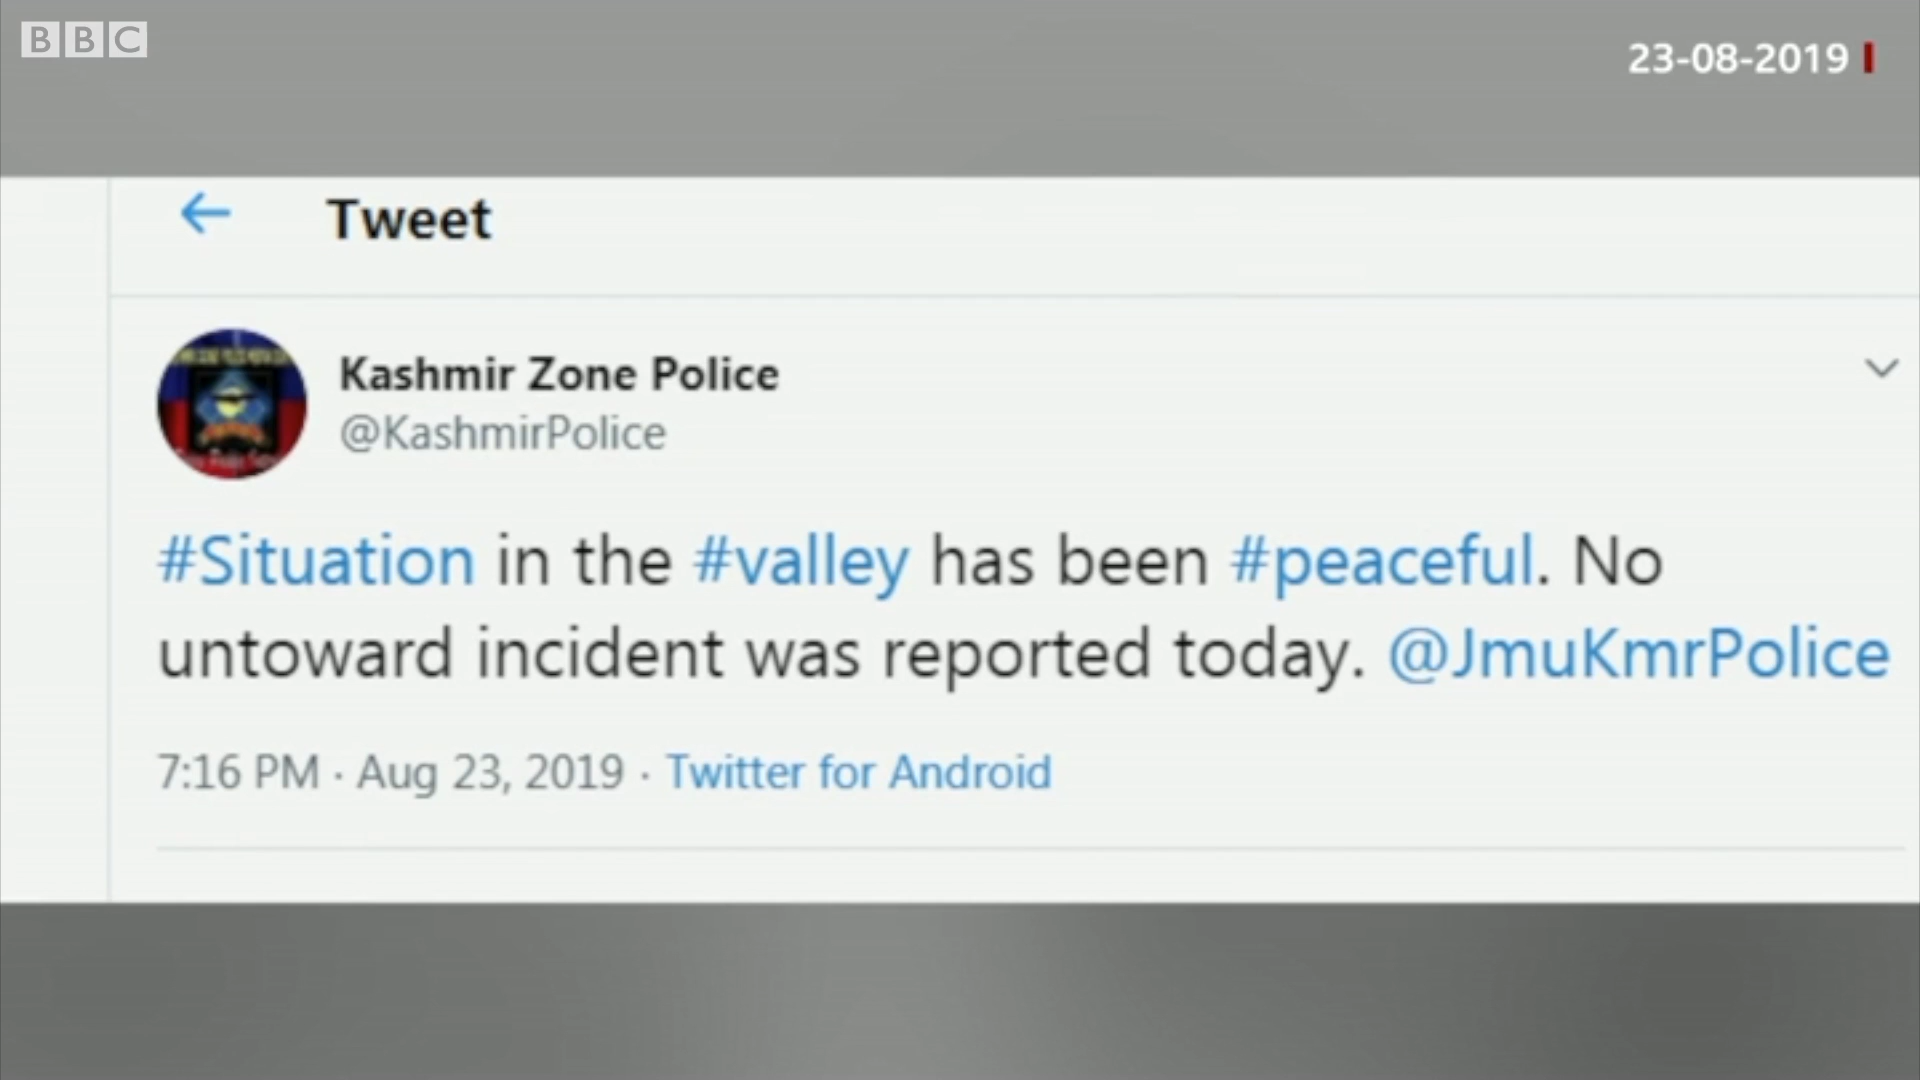 BBC
23-08-2019
Tweet
Kashmir Zone Police
@KashmirPolice
#Situation in the #valley has been #peaceful. No
untoward incident was reported today. @JmuKmrPolice
7:16 PM · Aug 23, 2019 · Twitter for Android